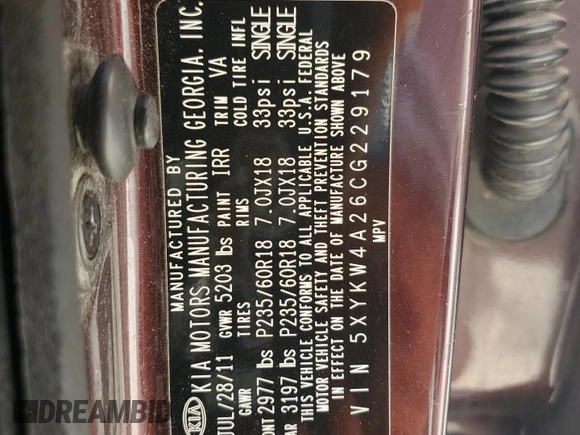 KIA
MANUFACTURED BY
KIA MOTORS MANUFACTURING GEORGIA, INC.
JUL/28/11 GVWR 5203 lbs PAINT IRR TRIM VA
GAWR TIRES RIMS COLD TIRE INFL
ONT 2977 lbs P235/60R18 7.0JX18 33psi SINGLE
AR 3197 lbs P235/60R18 7.0JX18 33psi SINGLE
THIS VEHICLE CONFORMS TO ALL APPLICABLE U.S.A. FEDERAL
MOTOR VEHICLE SAFETY AND THEFT PREVENTION STANDARDS
IN EFFECT ON THE DATE OF MANUFACTURE SHOWN ABOVE
VIN 5XYKW4A26CG229179
MPV
DREAMBID